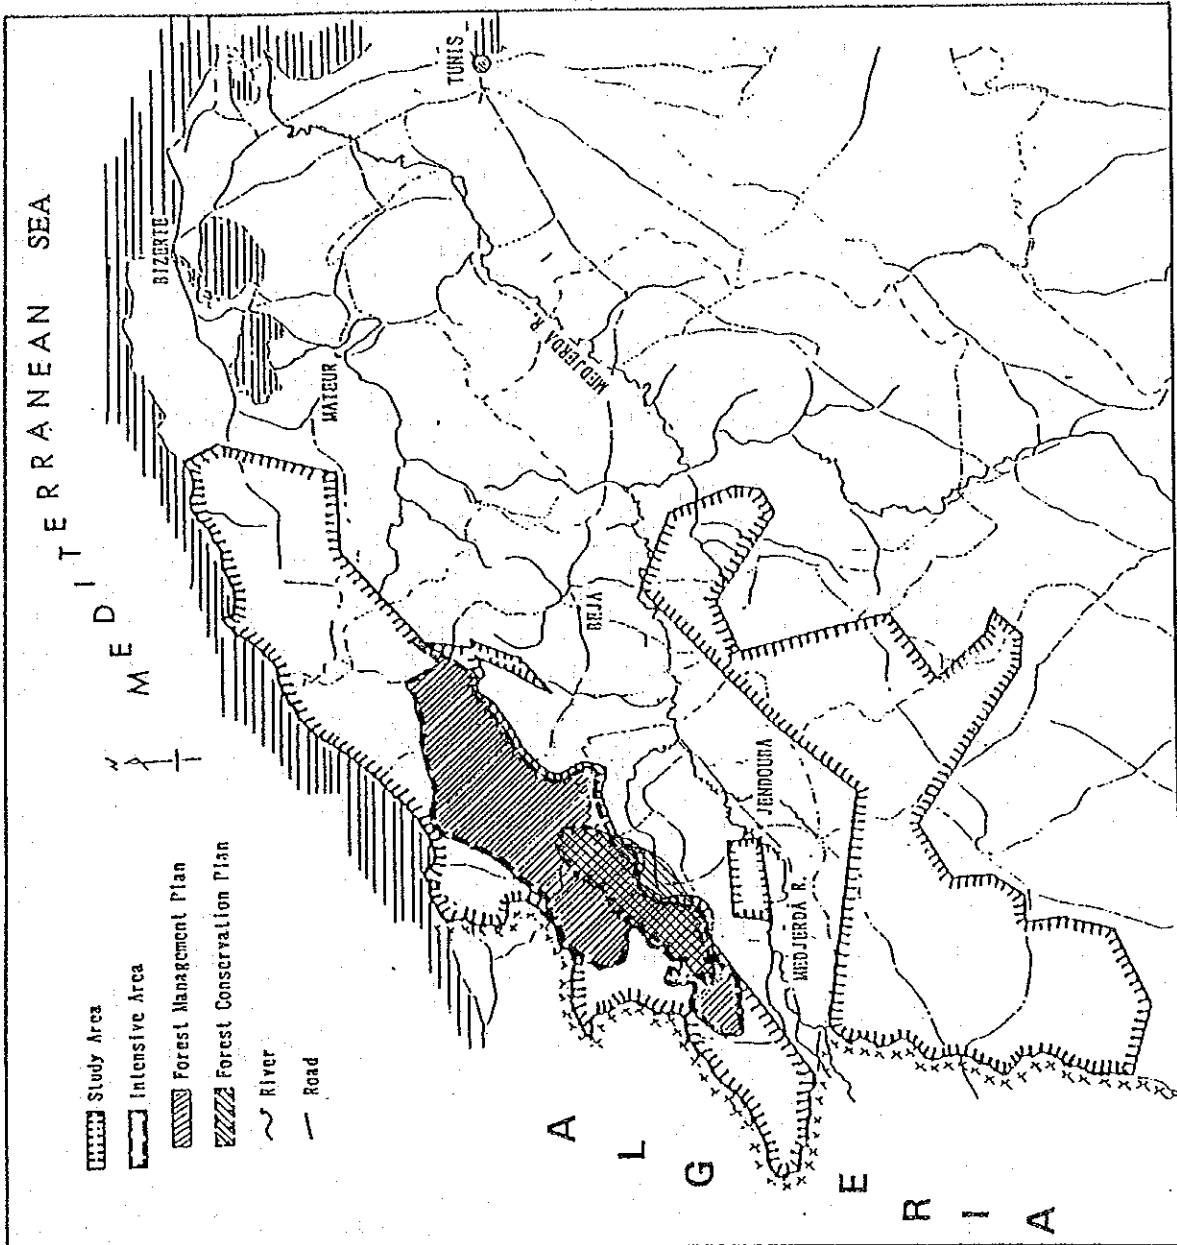 MEDITERRANEAN SEA
N
BIZERTE
TUNIS
MATEUR
MEDJERDA R.
BEJA
JENDOUBA
MEDJERDA R.
ALGERIA
Study Area
Intensive Area
Forest Management Plan
Forest Conservation Plan
River
Road